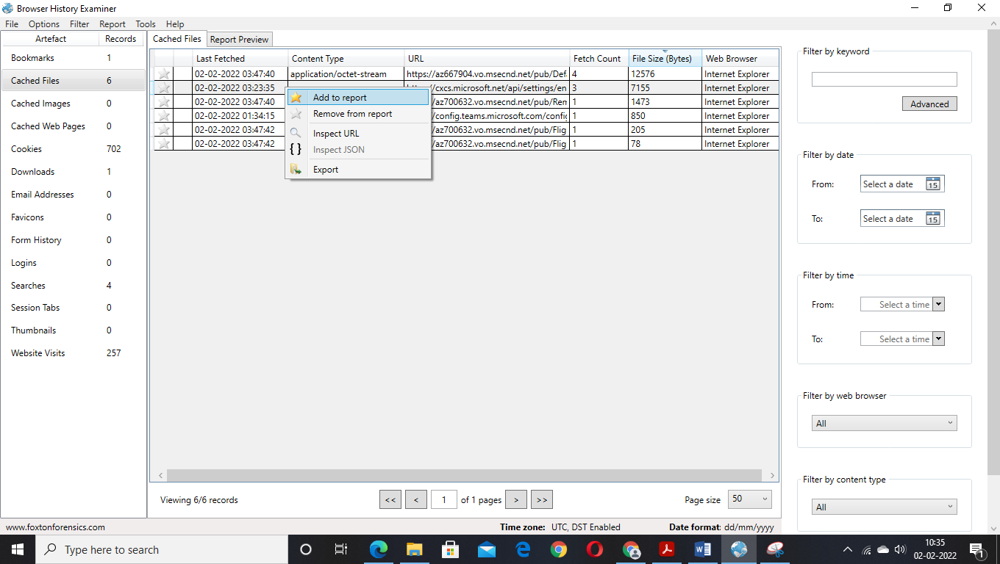 Browser History Examiner
File Options Filter Report Tools Help
Artefact Records
Bookmarks 1
Cached Files 6
Cached Images 0
Cached Web Pages 0
Cookies 702
Downloads 1
Email Addresses 0
Favicons 0
Form History 0
Logins 0
Searches 4
Session Tabs 0
Thumbnails 0
Website Visits 257
Cached Files Report Preview
Last Fetched Content Type URL Fetch Count File Size (Bytes) Web Browser
02-02-2022 03:47:40 application/octet-stream https://az667904.vo.msecnd.net/pub/Def 4 12576 Internet Explorer
02-02-2022 03:23:35 /cxcs.microsoft.net/api/settings/en 3 7155 Internet Explorer
02-02-2022 03:47:40 /az700632.vo.msecnd.net/pub/Ren 1 1473 Internet Explorer
02-02-2022 01:34:15 /config.teams.microsoft.com/config 1 850 Internet Explorer
02-02-2022 03:47:42 /az700632.vo.msecnd.net/pub/Flig 1 205 Internet Explorer
02-02-2022 03:47:42 /az700632.vo.msecnd.net/pub/Flig 1 78 Internet Explorer
Add to report
Remove from report
Inspect URL
{ } Inspect JSON
Export
Viewing 6/6 records << < 1 of 1 pages > >> Page size 50
Filter by keyword
Advanced
Filter by date
From: Select a date 15
To: Select a date 15
Filter by time
From: Select a time
To: Select a time
Filter by web browser
All
Filter by content type
All
www.foxtonforensics.com Time zone: UTC, DST Enabled Date format: dd/mm/yyyy
Type here to search
10:35
02-02-2022
1